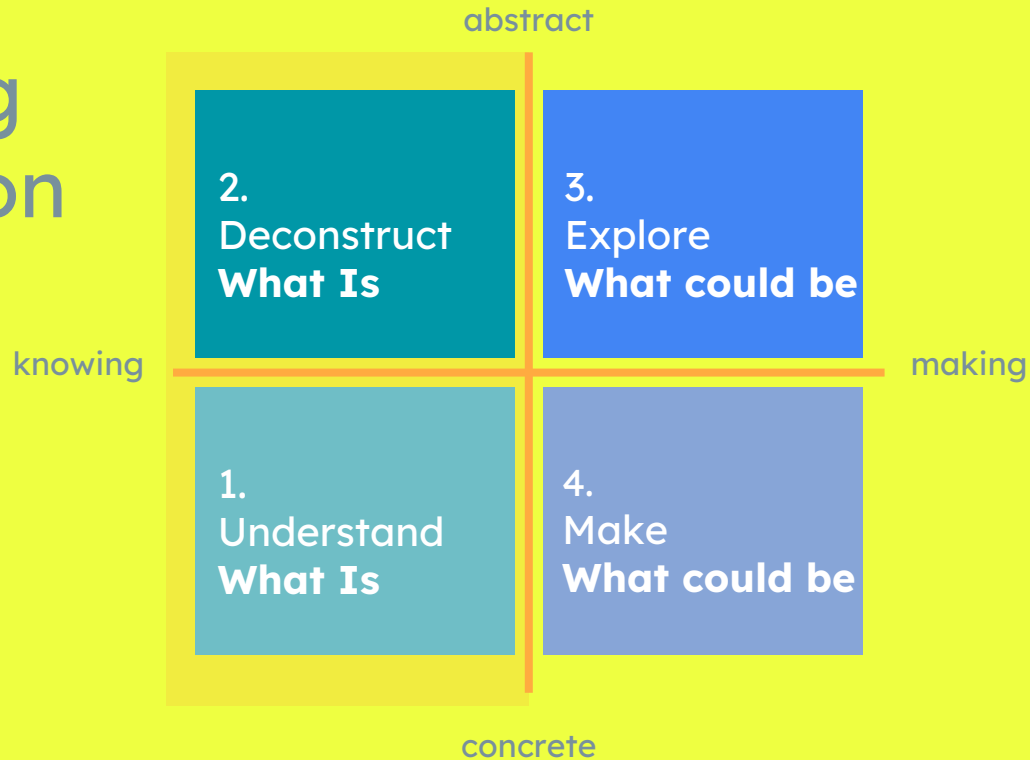 abstract
2.
Deconstruct
What Is
3.
Explore
What could be
knowing
making
1.
Understand
What Is
4.
Make
What could be
concrete